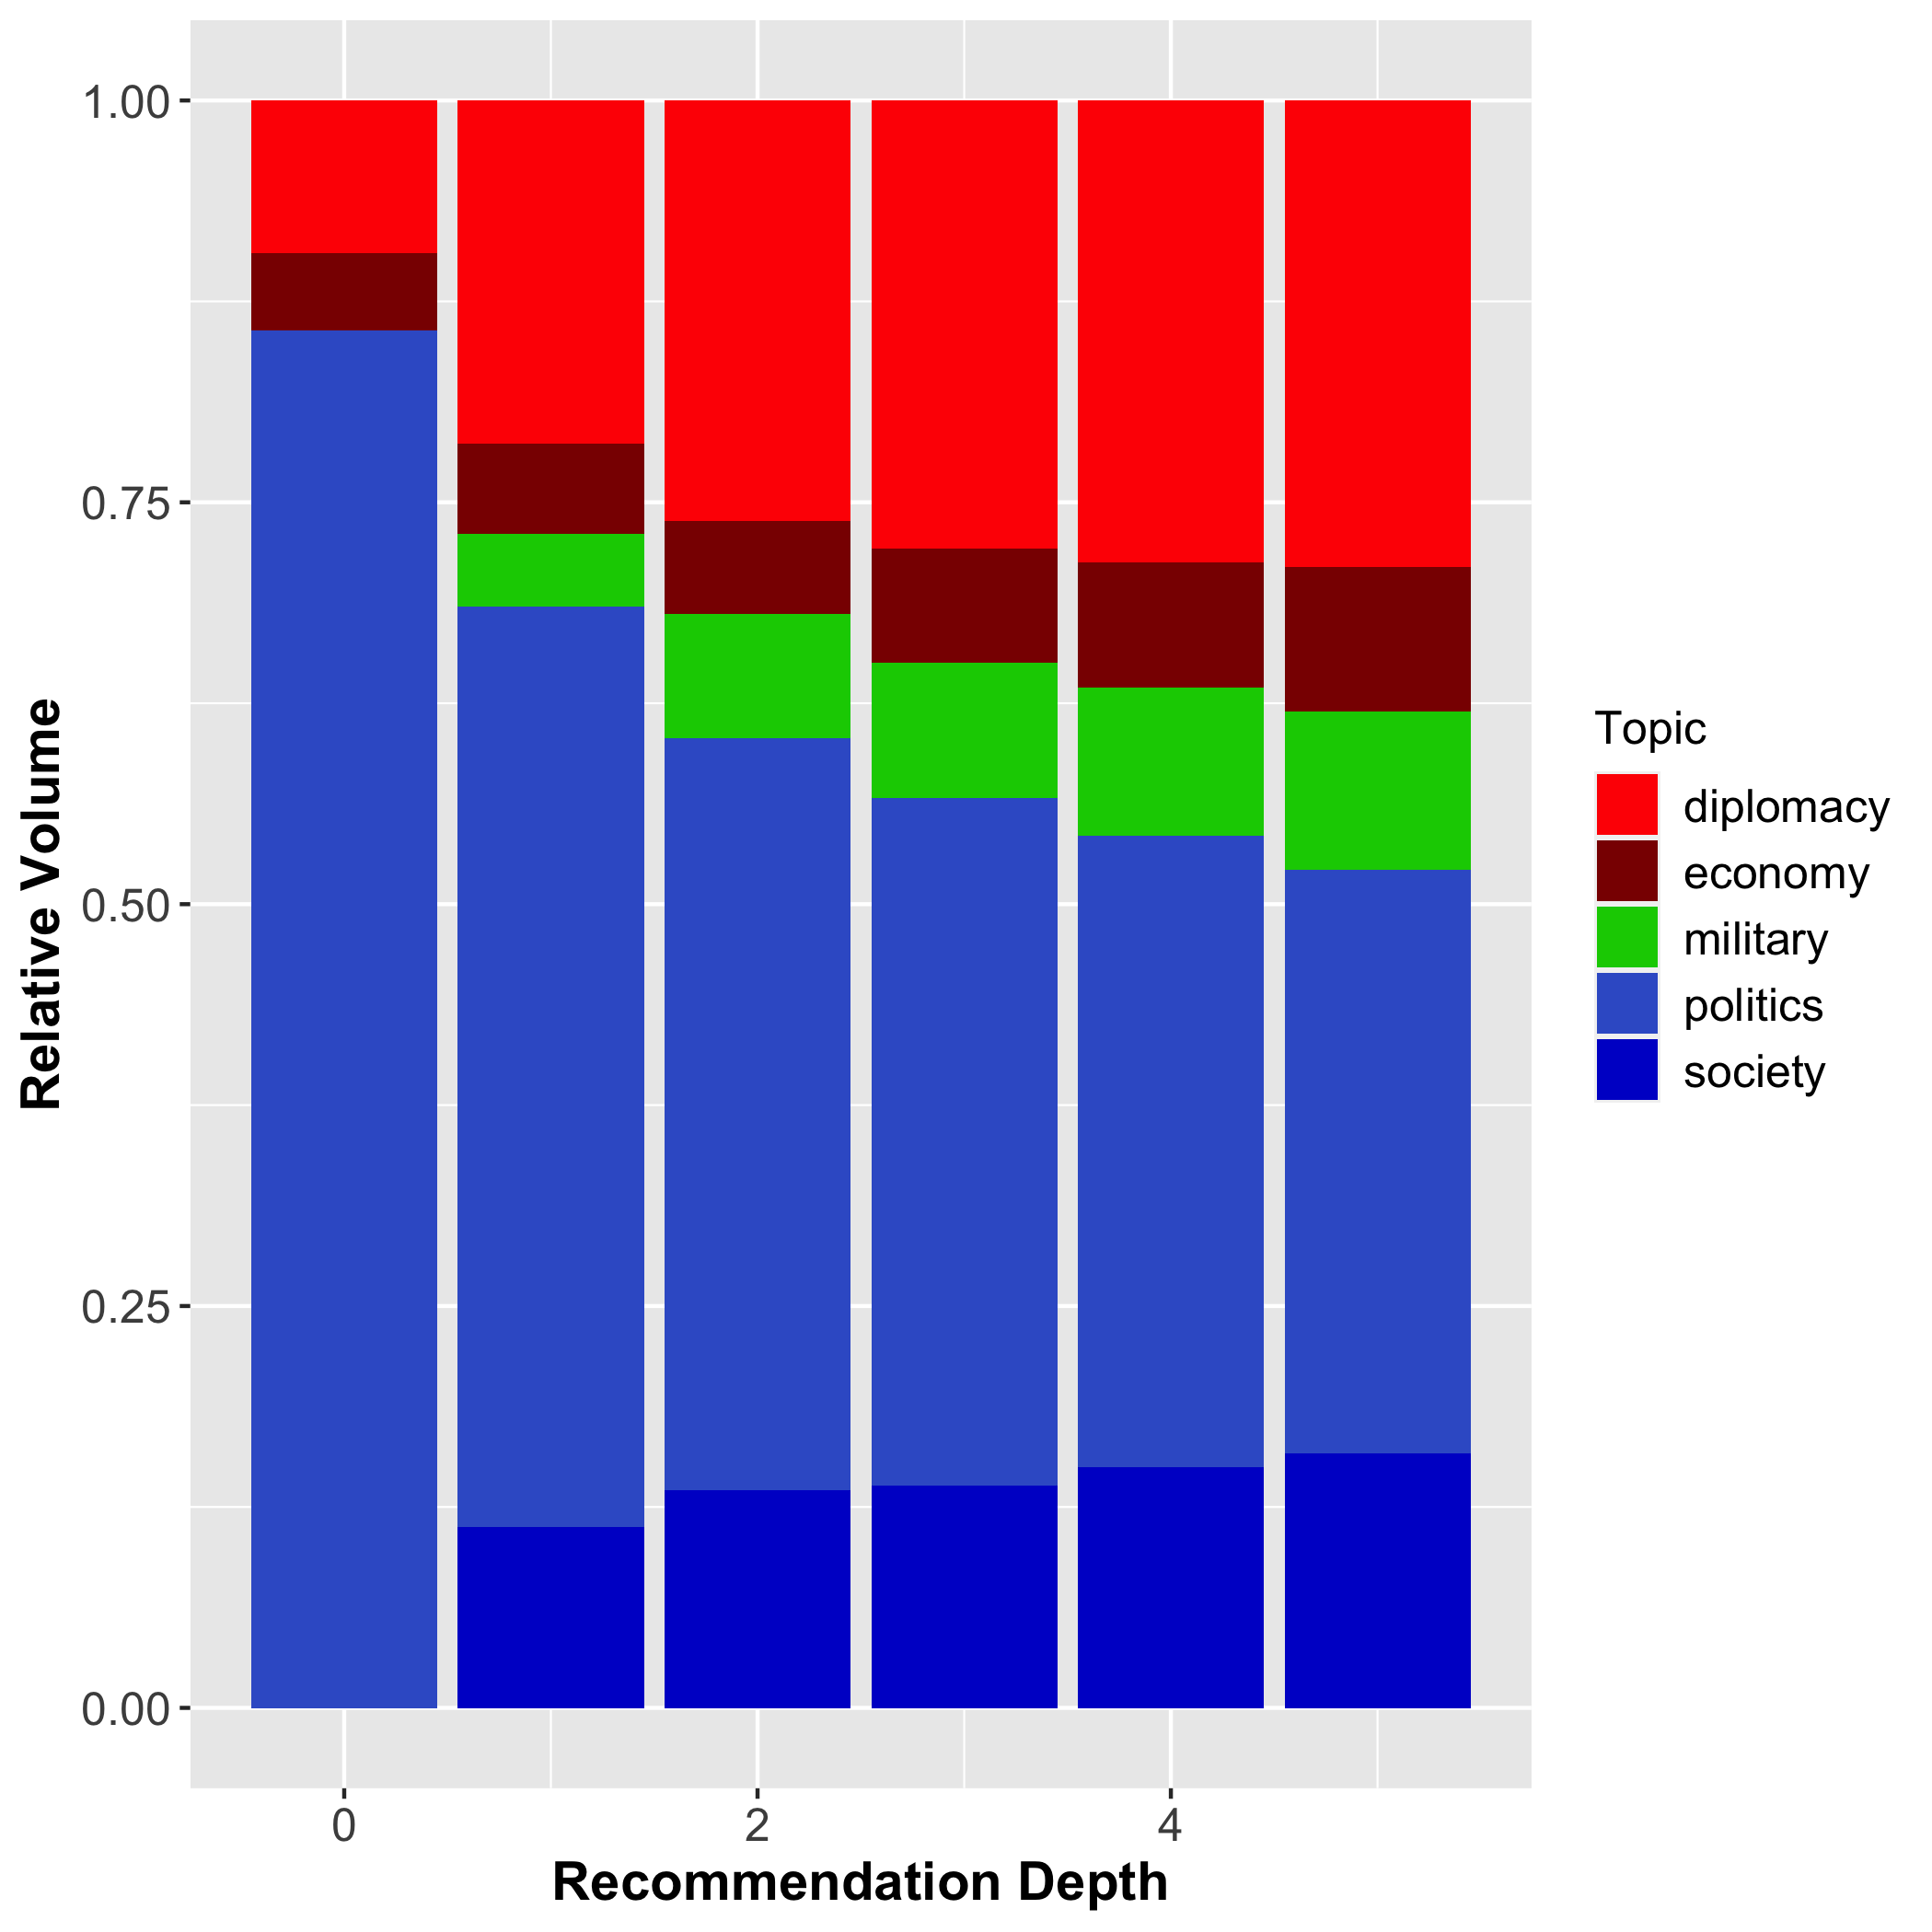 1.00
0.75
0.50
0.25
0.00
Relative Volume
0
2
4
Recommendation Depth
Topic
diplomacy
economy
military
politics
society